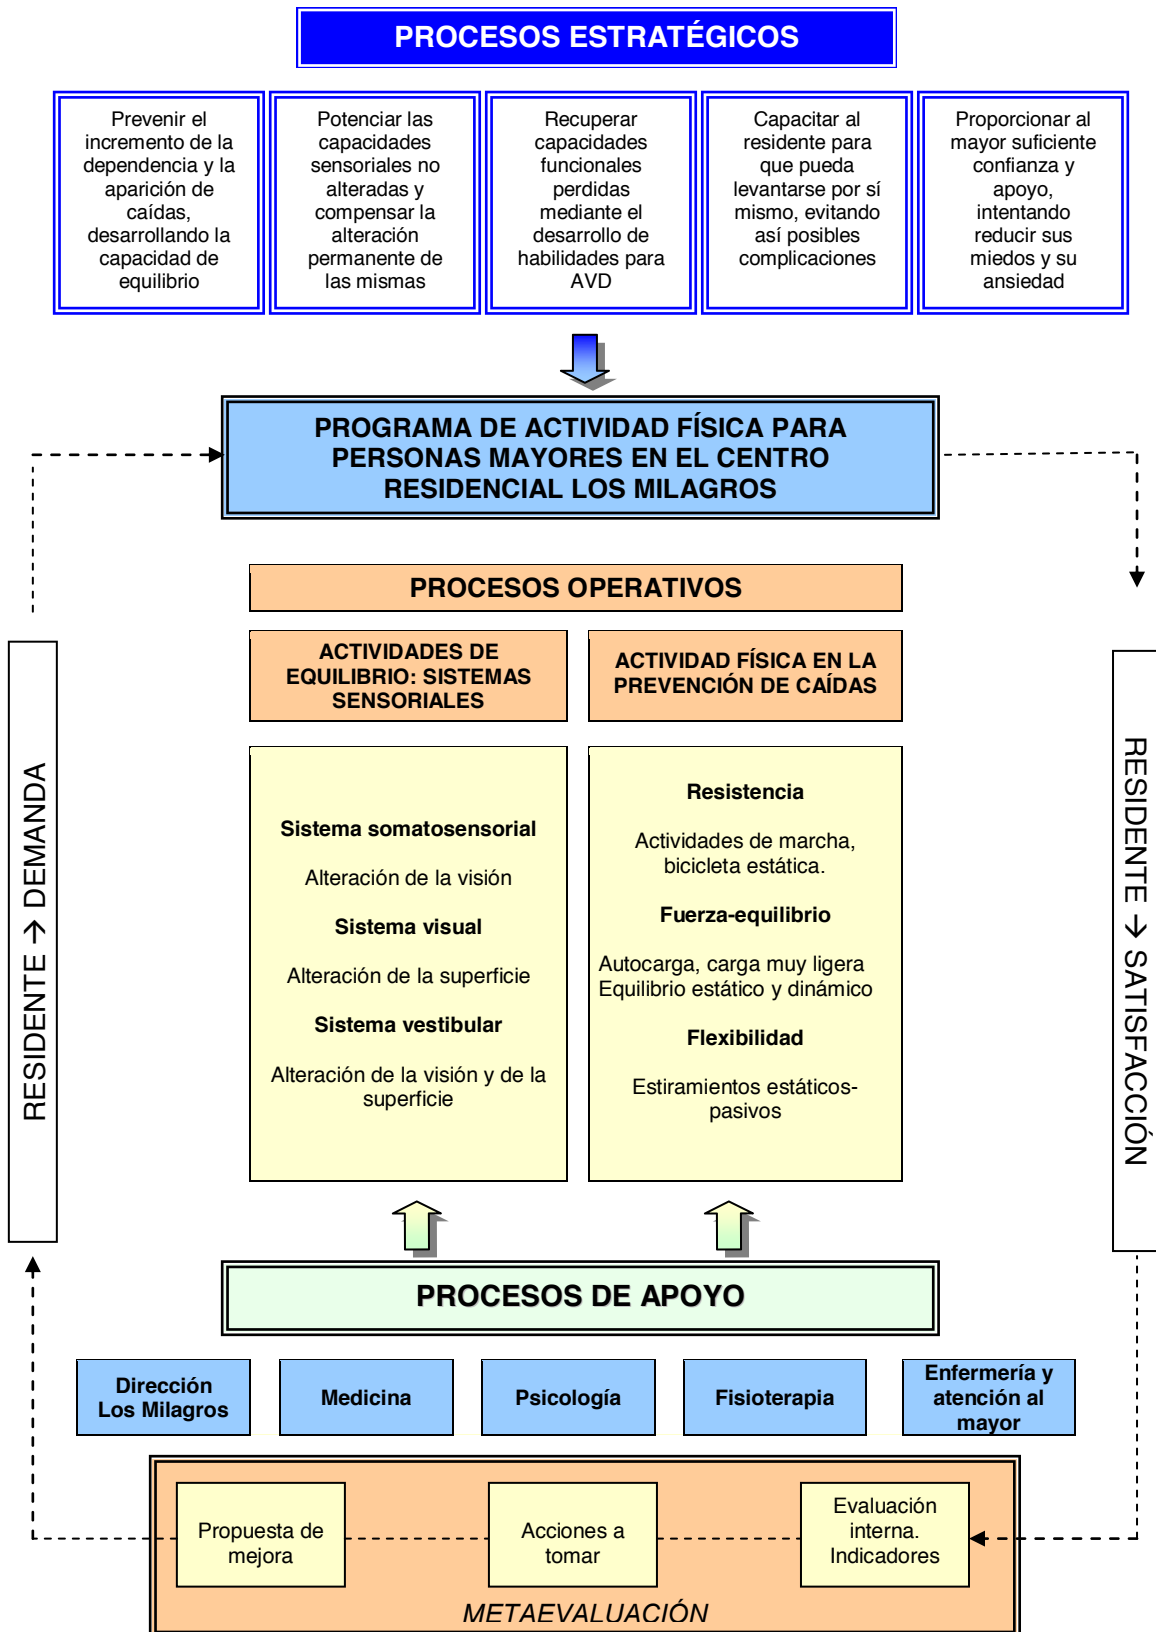 PROCESOS ESTRATÉGICOS
Prevenir el
incremento de la
dependencia y la
aparición de
caídas,
desarrollando la
capacidad de
equilibrio
Potenciar las
capacidades
sensoriales no
alteradas y
compensar la
alteración
permanente de
las mismas
Recuperar
capacidades
funcionales
perdidas
mediante el
desarrollo de
habilidades para
AVD
Capacitar al
residente para
que pueda
levantarse por sí
mismo, evitando
así posibles
complicaciones
Proporcionar al
mayor suficiente
confianza y
apoyo,
intentando
reducir sus
miedos y su
ansiedad
PROGRAMA DE ACTIVIDAD FÍSICA PARA
PERSONAS MAYORES EN EL CENTRO
RESIDENCIAL LOS MILAGROS
PROCESOS OPERATIVOS
ACTIVIDADES DE
EQUILIBRIO: SISTEMAS
SENSORIALES
ACTIVIDAD FÍSICA EN LA
PREVENCIÓN DE CAÍDAS
RESIDENTE → DEMANDA
Sistema somatosensorial
Alteración de la visión
Sistema visual
Alteración de la superficie
Sistema vestibular
Alteración de la visión y de la
superficie
Resistencia
Actividades de marcha,
bicicleta estática.
Fuerza-equilibrio
Autocarga, carga muy ligera
Equilibrio estático y dinámico
Flexibilidad
Estiramientos estáticos-
pasivos
RESIDENTE → SATISFACCIÓN
PROCESOS DE APOYO
Dirección
Los Milagros
Medicina
Psicología
Fisioterapia
Enfermería y
atención al
mayor
Propuesta de
mejora
Acciones a
tomar
Evaluación
interna.
Indicadores
METAEVALUACIÓN